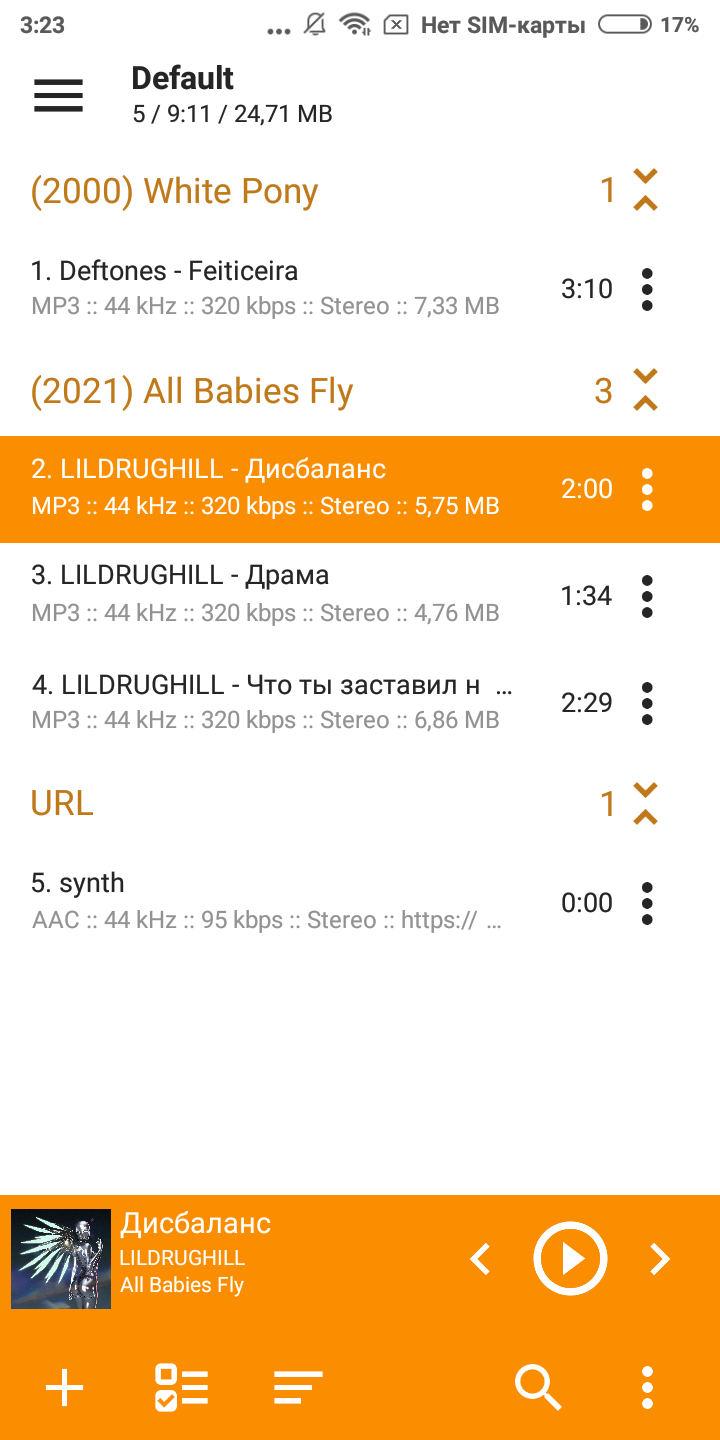 3:23 ... Нет SIM-карты 17%
Default
5 / 9:11 / 24,71 MB
(2000) White Pony 1
1. Deftones - Feiticeira
3:10
MP3 :: 44 kHz :: 320 kbps :: Stereo :: 7,33 MB
(2021) All Babies Fly 3
2. LILDRUGHILL - Дисбаланс
2:00
MP3 :: 44 kHz :: 320 kbps :: Stereo :: 5,75 MB
3. LILDRUGHILL - Драма
1:34
MP3 :: 44 kHz :: 320 kbps :: Stereo :: 4,76 MB
4. LILDRUGHILL - Что ты заставил н ...
2:29
MP3 :: 44 kHz :: 320 kbps :: Stereo :: 6,86 MB
URL 1
5. synth
0:00
AAC :: 44 kHz :: 95 kbps :: Stereo :: https:// ...
Дисбаланс
LILDRUGHILL
All Babies Fly